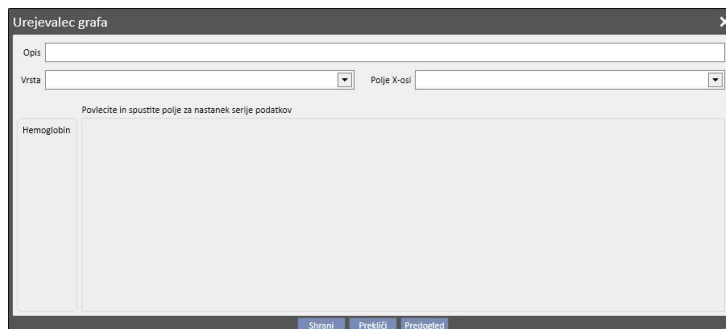 Urejevalec grafa
Opis
Vrsta
Polje X-osi
Povlecite in spustite polje za nastanek serije podatkov
Hemoglobin
Shrani
Prekliči
Predogled